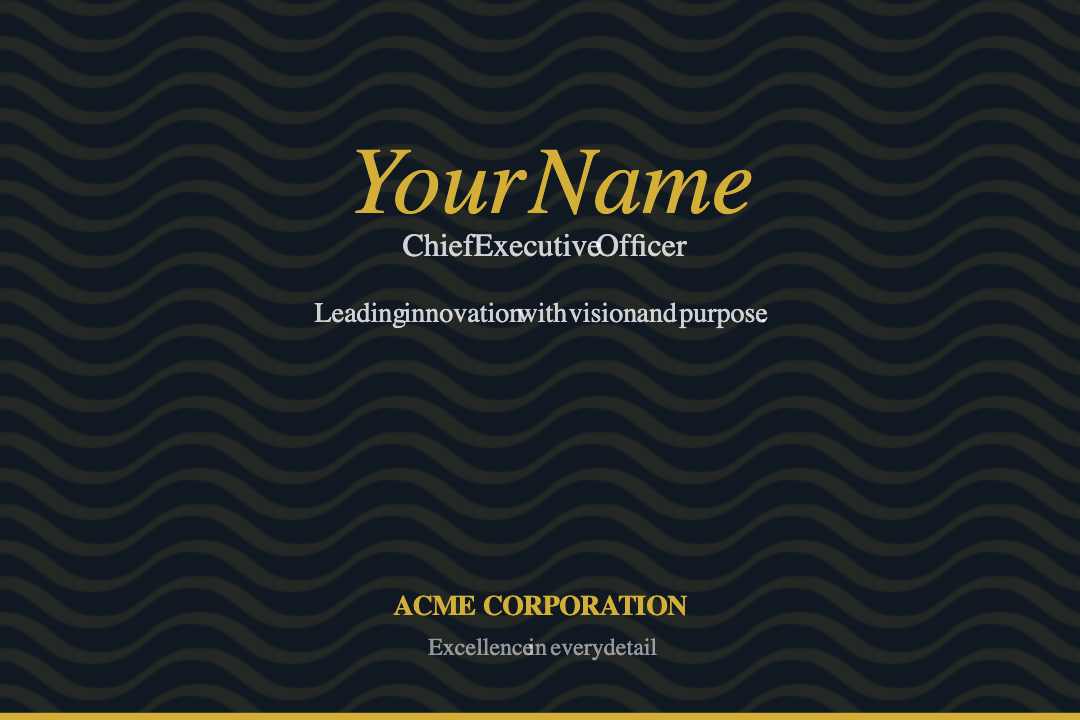 Your Name
Chief Executive Officer
Leading innovation with vision and purpose
ACME CORPORATION
Excellence in every detail